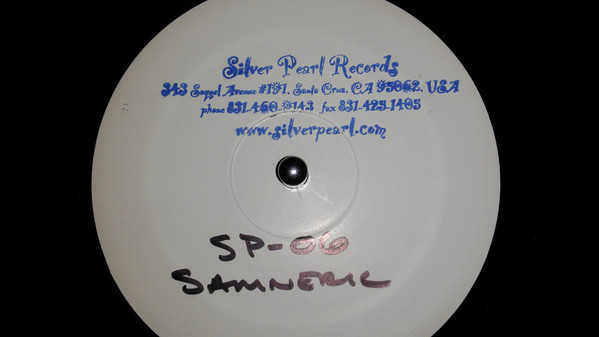 Silver Pearl Records
343 Soquel Avenue #191, Santa Cruz, CA 95062, USA
phone 831.460.9143 fax 831.425.1405
www.silverpearl.com
SP-06
SAMNERIC